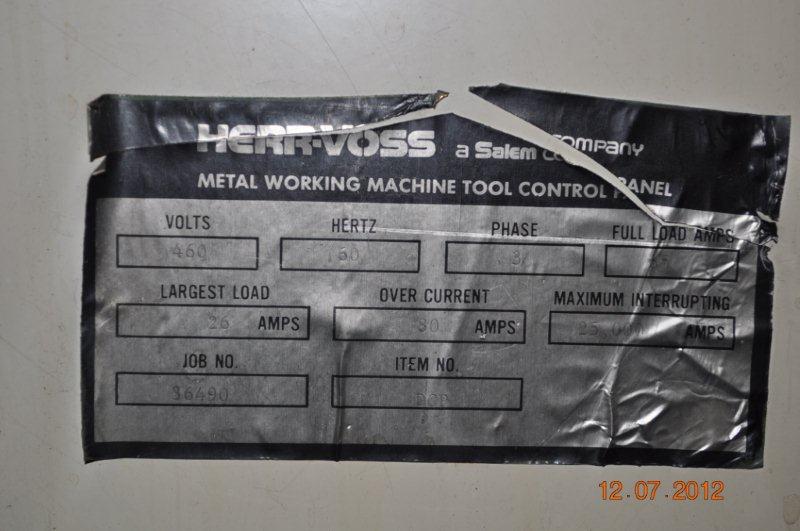 HERR-VOSS a Salem COMPANY
METAL WORKING MACHINE TOOL CONTROL PANEL
VOLTS HERTZ PHASE FULL LOAD AMPS
460 60 3
LARGEST LOAD OVER CURRENT MAXIMUM INTERRUPTING
26 AMPS 80 AMPS 25,000 AMPS
JOB NO. ITEM NO.
36490
12.07.2012